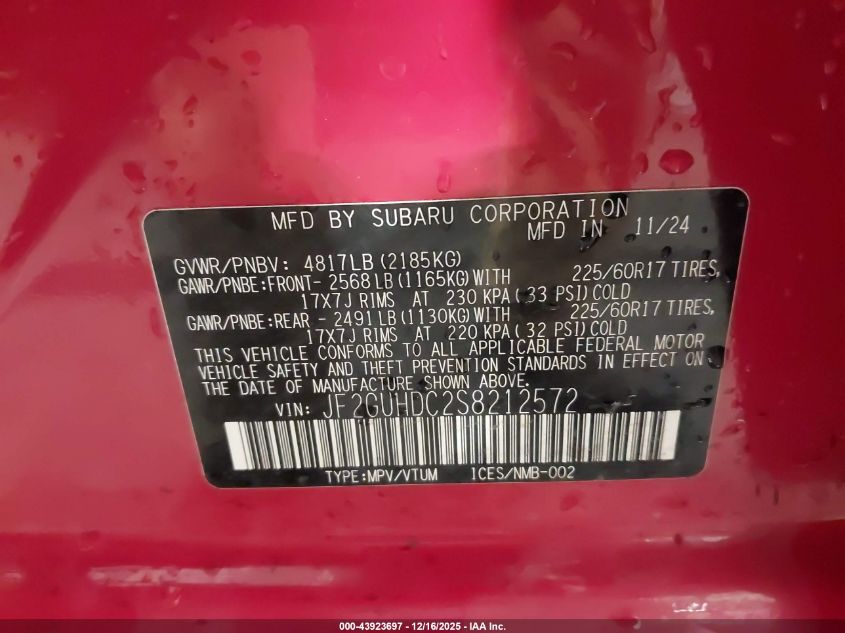 MFD BY SUBARU CORPORATION
MFD IN 11/24
GVWR/PNBV: 4817LB (2185KG)
GAWR/PNBE:FRONT- 2568LB (1165KG)WITH 225/60R17 TIRES,
17X7J RIMS AT 230 KPA (33 PSI) COLD
GAWR/PNBE:REAR - 2491LB (1130KG)WITH 225/60R17 TIRES,
17X7J RIMS AT 220 KPA (32 PSI) COLD
THIS VEHICLE CONFORMS TO ALL APPLICABLE FEDERAL MOTOR
VEHICLE SAFETY AND THEFT PREVENTION STANDARDS IN EFFECT ON
THE DATE OF MANUFACTURE SHOWN ABOVE.
VIN: JF2GUHDC2S8212572
TYPE:MPV/VTUM ICES/NMB-002
000-43923697 - 12/16/2025 - IAA Inc.